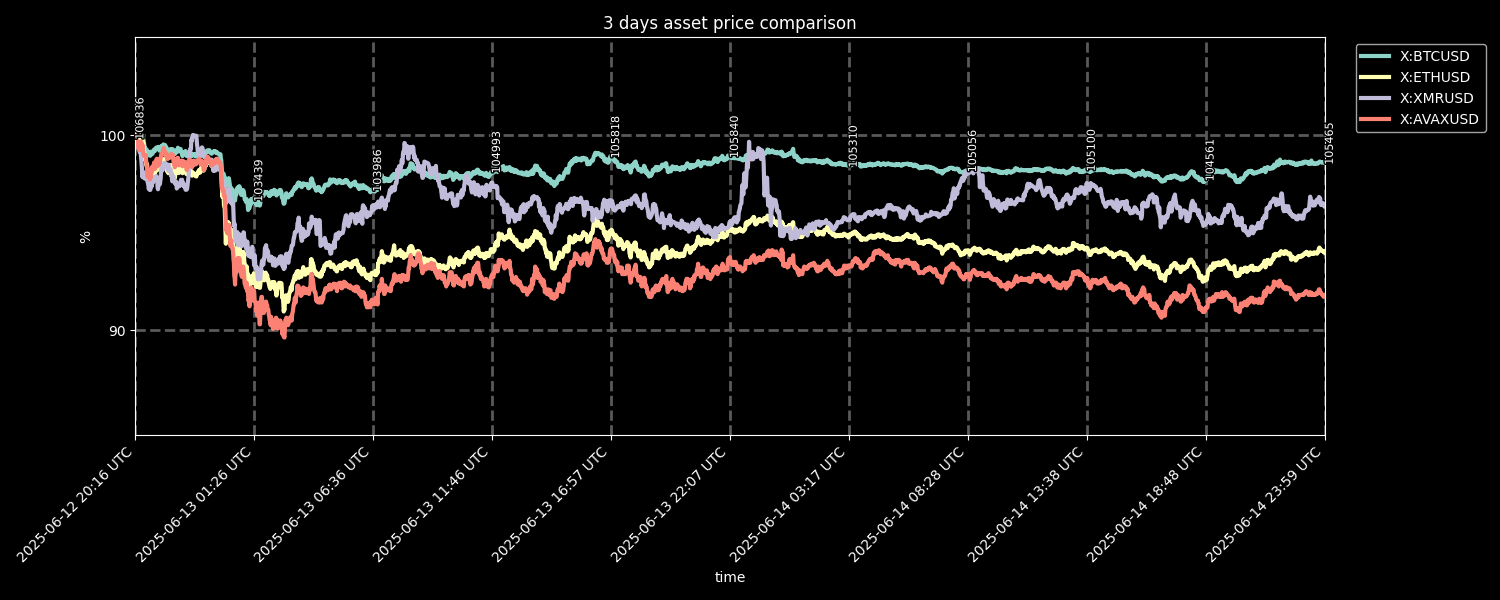 3 days asset price comparison
X:BTCUSD
X:ETHUSD
X:XMRUSD
X:AVAXUSD
%
100
90
106836
103439
103986
104993
105818
105840
105310
105056
105100
104561
105465
2025-06-12 20:16 UTC
2025-06-13 01:26 UTC
2025-06-13 06:36 UTC
2025-06-13 11:46 UTC
2025-06-13 16:57 UTC
2025-06-13 22:07 UTC
2025-06-14 03:17 UTC
2025-06-14 08:28 UTC
2025-06-14 13:38 UTC
2025-06-14 18:48 UTC
2025-06-14 23:59 UTC
time